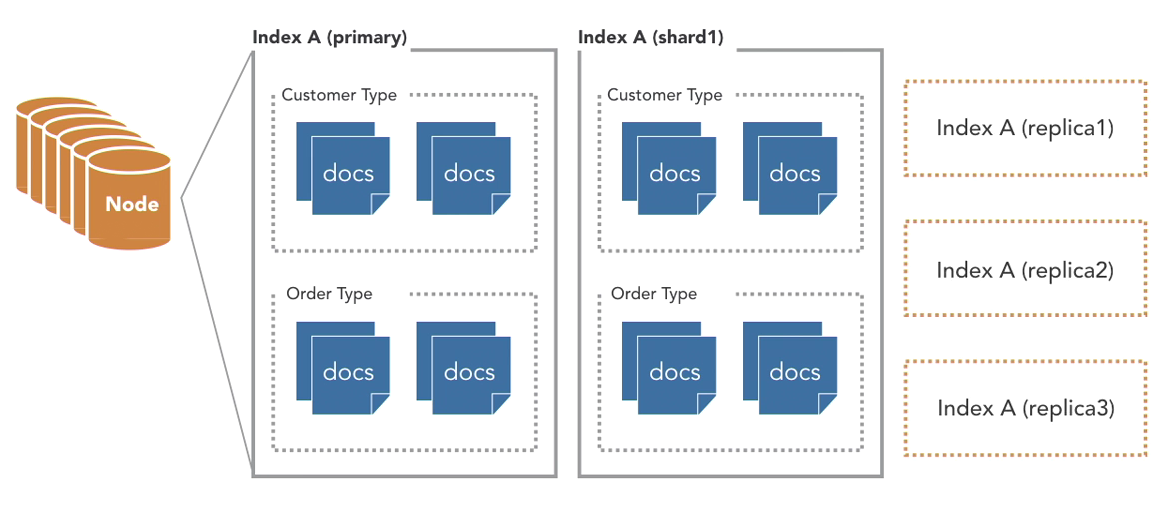 Index A (primary)
Index A (shard1)
Node
Customer Type
docs
docs
Order Type
docs
docs
Customer Type
docs
docs
Order Type
docs
docs
Index A (replica1)
Index A (replica2)
Index A (replica3)